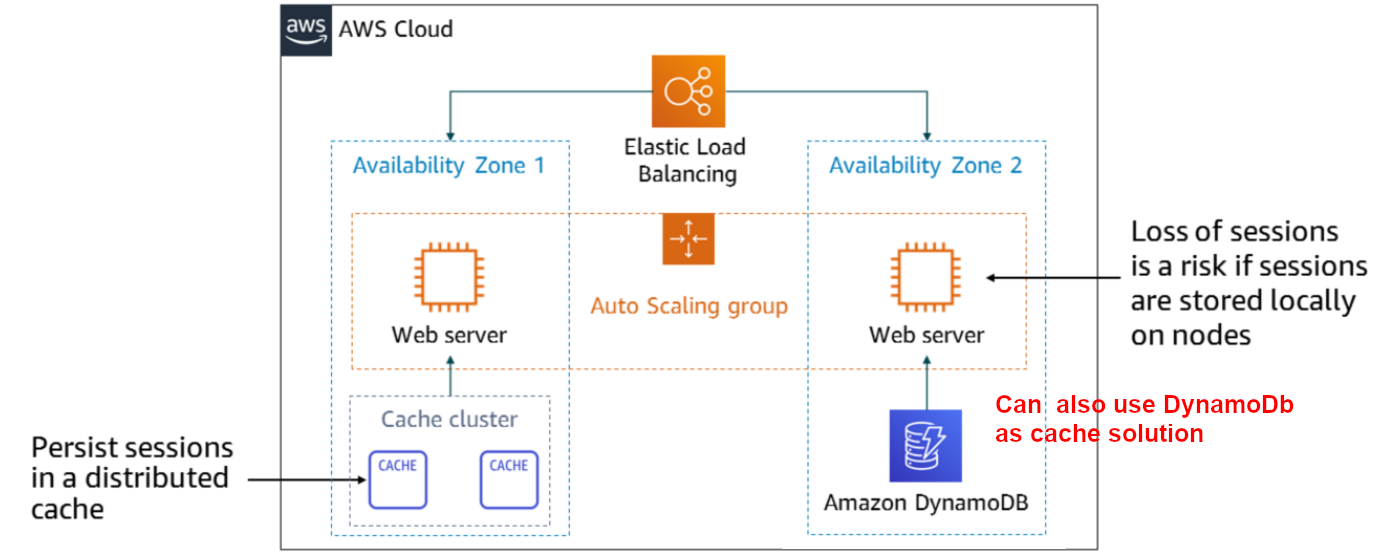 aws
AWS Cloud
Elastic Load
Balancing
Availability Zone 1
Availability Zone 2
Web server
Auto Scaling group
Web server
Loss of sessions
is a risk if sessions
are stored locally
on nodes
Cache cluster
CACHE
CACHE
Persist sessions
in a distributed
cache
Can  also use DynamoDb
as cache solution
Amazon DynamoDB